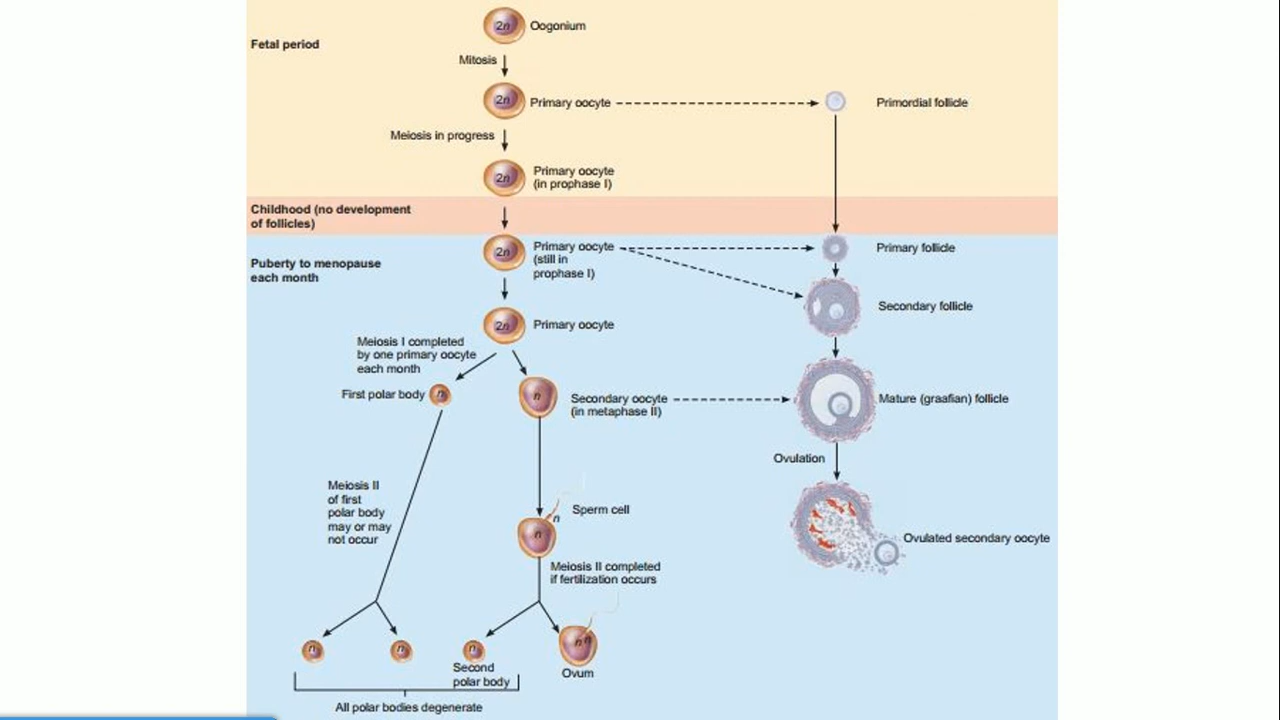 2n Oogonium
Fetal period
Mitosis
2n Primary oocyte
Primordial follicle
Meiosis in progress
2n Primary oocyte
(in prophase I)
Childhood (no development
of follicles)
2n Primary oocyte
(still in
prophase I)
Primary follicle
Puberty to menopause
each month
Secondary follicle
2n Primary oocyte
Meiosis I completed
by one primary oocyte
each month
First polar body n
n Secondary oocyte
(in metaphase II)
Mature (graafian) follicle
Ovulation
Meiosis II
of first
polar body
may or may
not occur
Sperm cell
n
n
Ovulated secondary oocyte
Meiosis II completed
if fertilization occurs
n
n
n
n n
Second
polar body
Ovum
All polar bodies degenerate